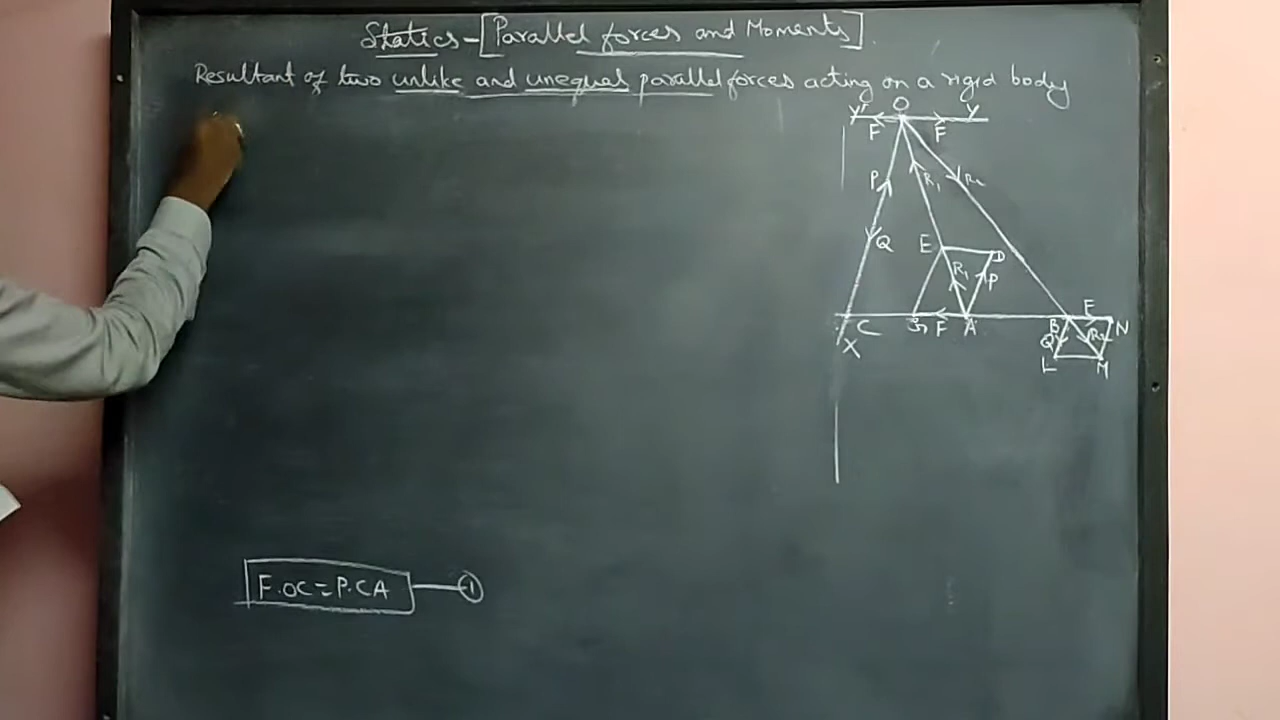 Statics - [Parallel forces and Moments]
Resultant of two unlike and unequal parallel forces acting on a rigid body
Y' O Y
F F
P R₁ R₂
Q E D
R₁ P
C F A B F N
X Q R₂
L M
F.OC = P.CA — ①